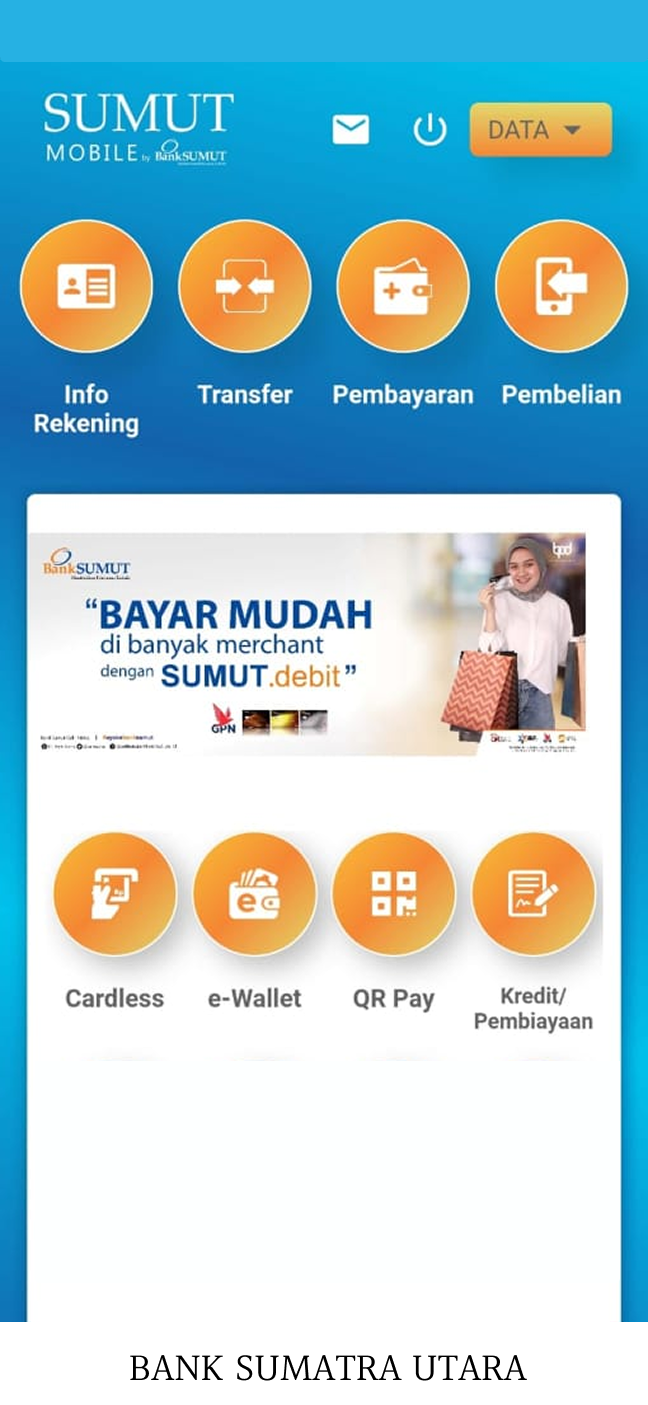 SUMUT
MOBILE by BankSUMUT
DATA
Info
Rekening
Transfer
Pembayaran
Pembelian
BankSUMUT
bpd
“BAYAR MUDAH
di banyak merchant
dengan SUMUT.debit”
GPN
Cardless
e-Wallet
QR Pay
Kredit/
Pembiayaan
BANK SUMATRA UTARA